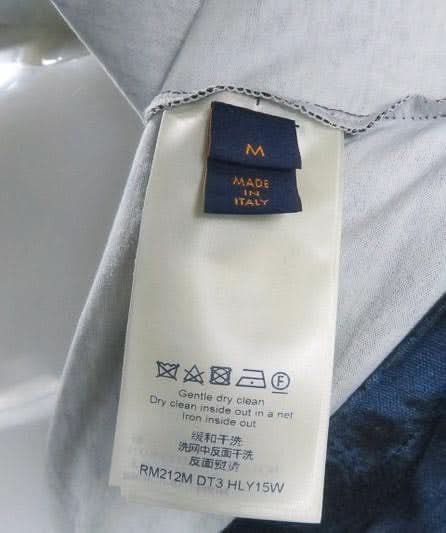 M
MADE
IN
ITALY
F
Gentle dry clean
Dry clean inside out in a net
Iron inside out
缓和干洗
洗网中反面干洗
反面熨烫
RM212M DT3 HLY15W